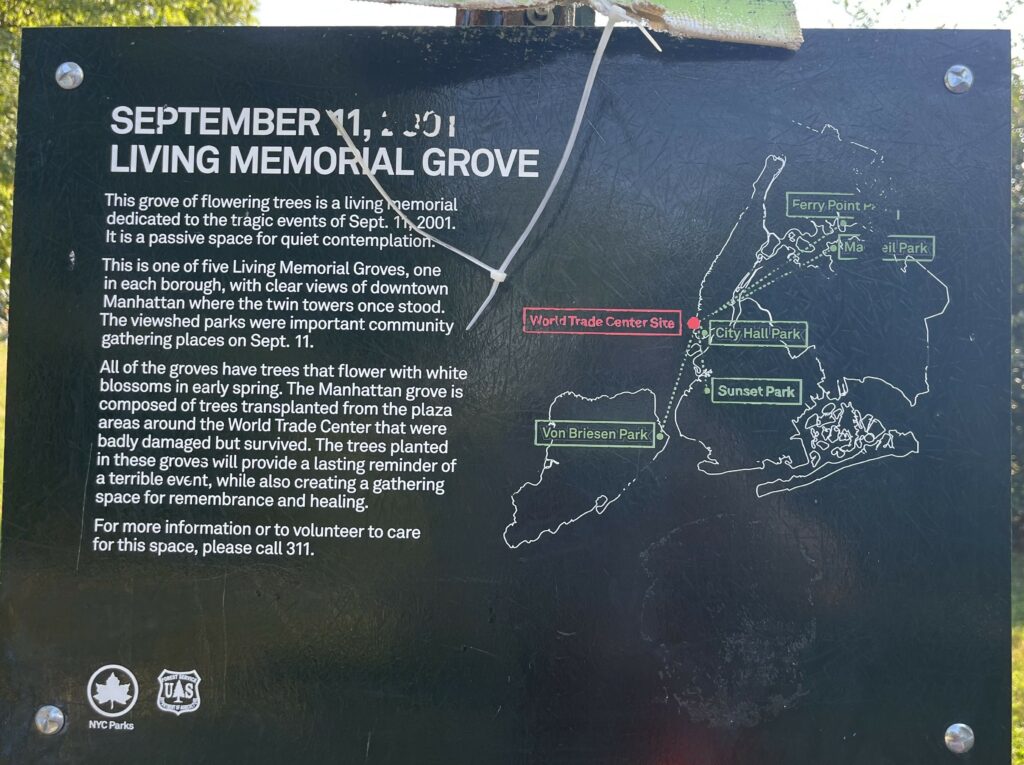 SEPTEMBER 11, 2001
LIVING MEMORIAL GROVE
This grove of flowering trees is a living memorial
dedicated to the tragic events of Sept. 11, 2001.
It is a passive space for quiet contemplation.
This is one of five Living Memorial Groves, one
in each borough, with clear views of downtown
Manhattan where the twin towers once stood.
The viewshed parks were important community
gathering places on Sept. 11.
All of the groves have trees that flower with white
blossoms in early spring. The Manhattan grove is
composed of trees transplanted from the plaza
areas around the World Trade Center that were
badly damaged but survived. The trees planted
in these groves will provide a lasting reminder of
a terrible event, while also creating a gathering
space for remembrance and healing.
For more information or to volunteer to care
for this space, please call 311.
Ferry Point
Park
World Trade Center Site
City Hall Park
Sunset Park
Von Briesen Park
NYC Parks
FOREST SERVICE
U S